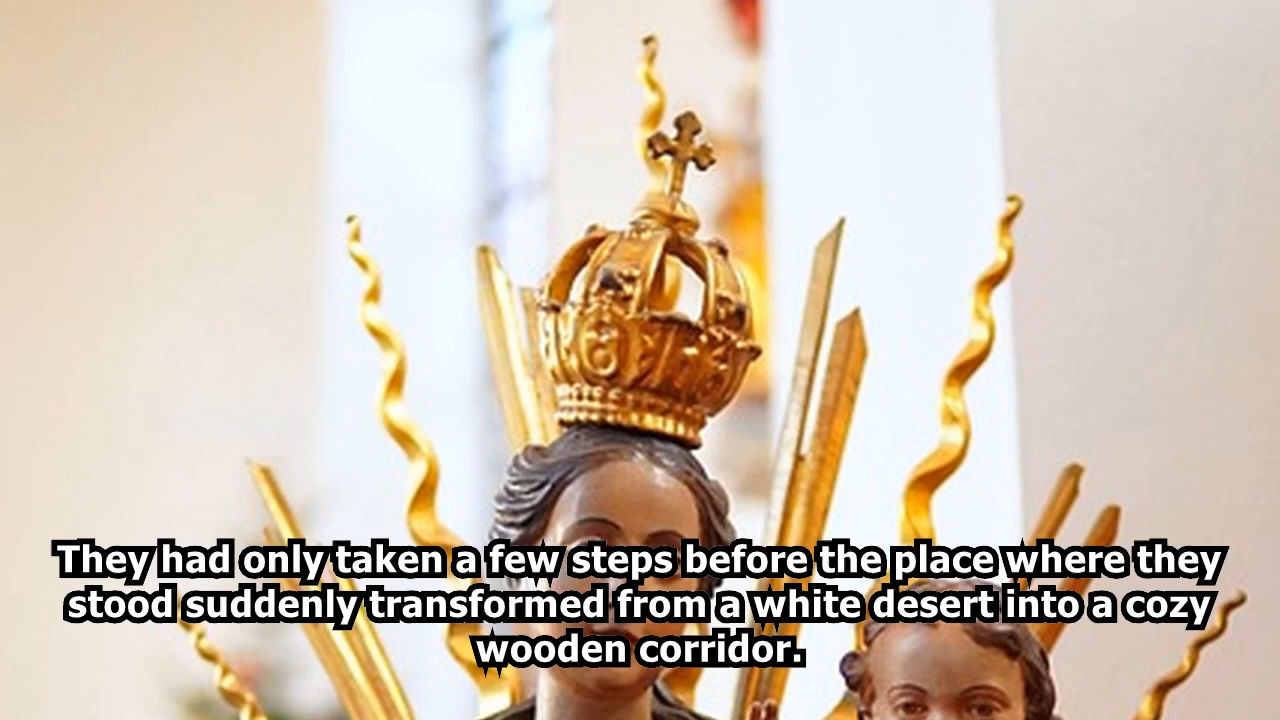 They had only taken a few steps before the place where they
stood suddenly transformed from a white desert into a cozy
wooden corridor.